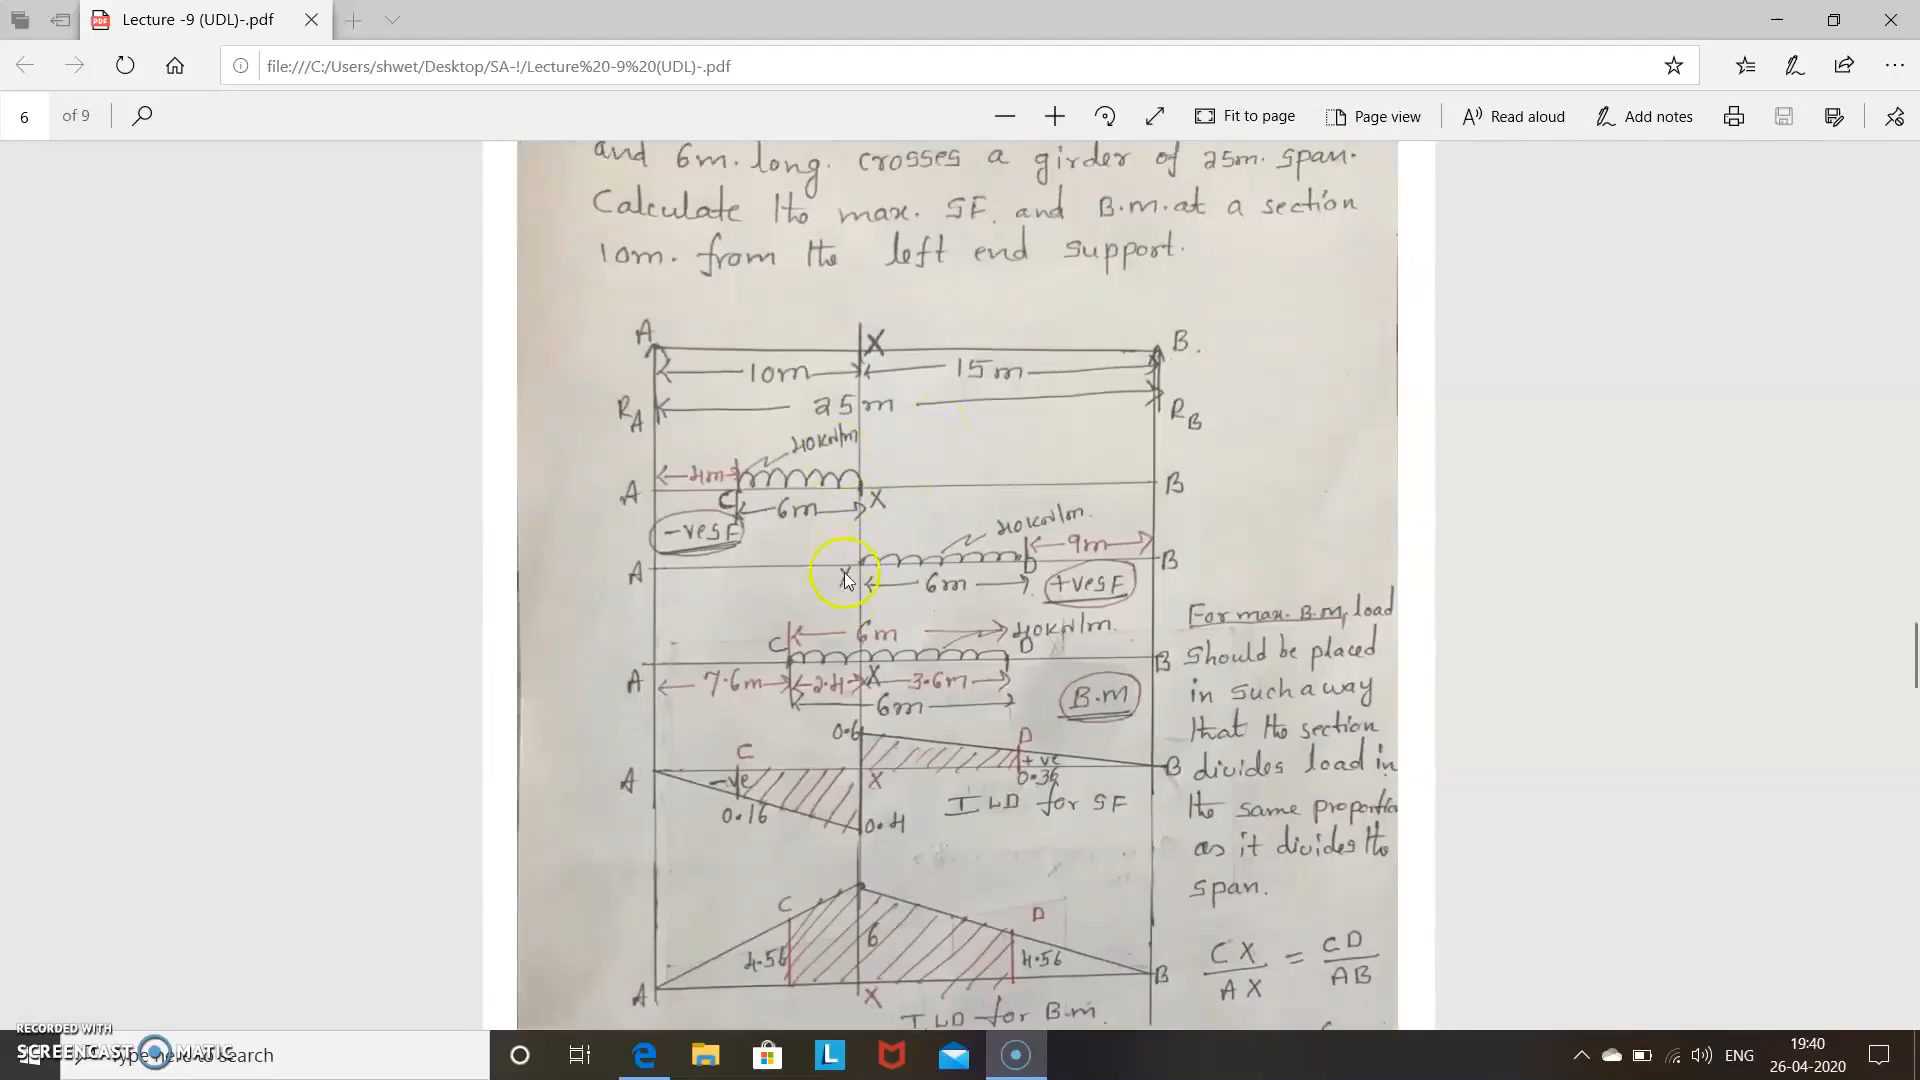 Lecture -9 (UDL)-.pdf
file:///C:/Users/shwet/Desktop/SA-!/Lecture%20-9%20(UDL)-.pdf
6 of 9
Fit to page
Page view
Read aloud
Add notes
and 6m. long. crosses a girder of 25m. span.
Calculate the max. SF. and B.M. at a section
10m. from the left end support.
A X B.
10m 15m
RA 25m RB
40kN/m
4m
A C 6m X B
-ve SF
40kN/m.
9m
A X 6m D B
+ve SF
C 6m D 40kN/m.
A 7.6m 2.4 X 3.6m B
6m
B.M
For max. B.M, load
should be placed
in such a way
that the section
divides load in
the same proportio
as it divides the
span.
0.6 D
C
A -ve X +ve B
0.36
0.16 0.4
ILD for SF
C D
4.56 6 4.56
A X B
ILD for B.M.
CX/AX = CD/AB
RECORDED WITH
SCREENCAST MATIC
Type here to search
ENG
19:40
26-04-2020